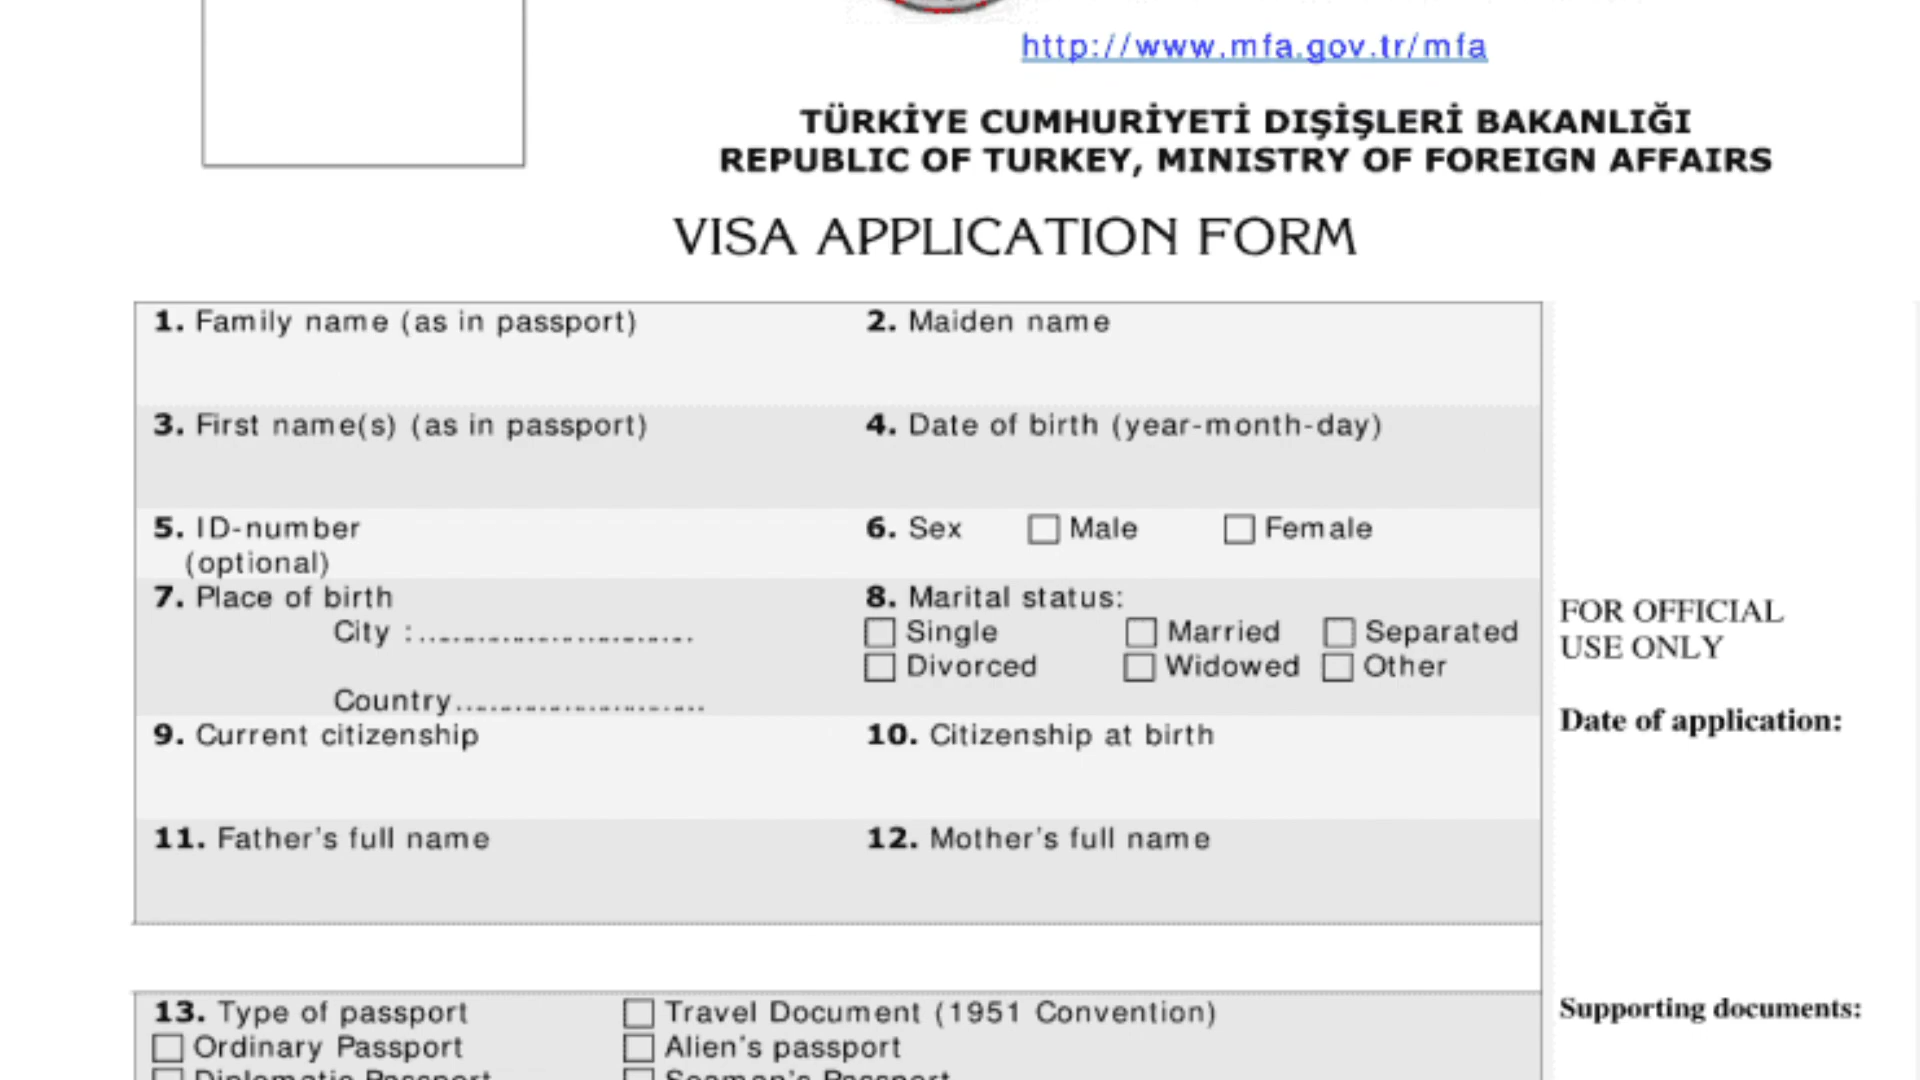 http://www.mfa.gov.tr/mfa
TÜRKİYE CUMHURİYETİ DIŞİŞLERİ BAKANLIĞI
REPUBLIC OF TURKEY, MINISTRY OF FOREIGN AFFAIRS
VISA APPLICATION FORM
1. Family name (as in passport)
2. Maiden name
3. First name(s) (as in passport)
4. Date of birth (year-month-day)
5. ID-number
(optional)
6. Sex Male Female
7. Place of birth
City :..............................
Country..............................
8. Marital status:
Single Married Separated
Divorced Widowed Other
9. Current citizenship
10. Citizenship at birth
11. Father's full name
12. Mother's full name
FOR OFFICIAL
USE ONLY
Date of application:
13. Type of passport
Travel Document (1951 Convention)
Ordinary Passport
Alien's passport
Diplomatic Passport
Seaman's Passport
Supporting documents: